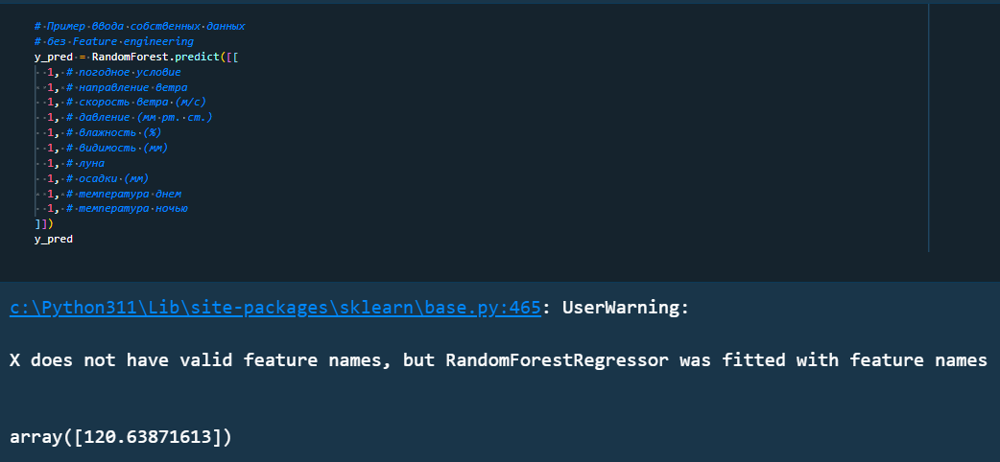 # Пример ввода собственных данных
# без Feature engineering
y_pred = RandomForest.predict([[
1, # погодное условие
1, # направление ветра
1, # скорость ветра (м/с)
1, # давление (мм рт. ст.)
1, # влажность (%)
1, # видимость (мм)
1, # луна
1, # осадки (мм)
1, # температура днем
1, # температура ночью
]])
y_pred
c:\Python311\Lib\site-packages\sklearn\base.py:465: UserWarning:
X does not have valid feature names, but RandomForestRegressor was fitted with feature names
array([120.63871613])